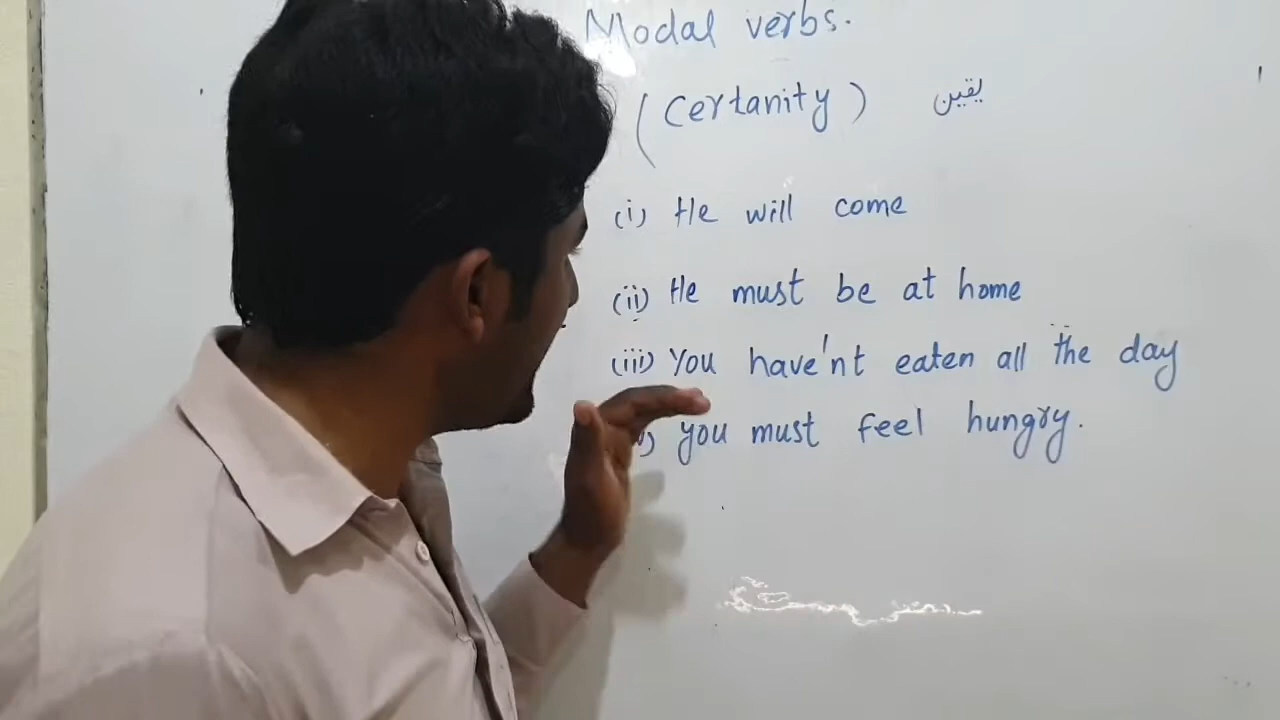 Modal verbs.
(Certanity) یقین
(i) He will come
(ii) He must be at home
(iii) You have'nt eaten all the day
) you must feel hungry.